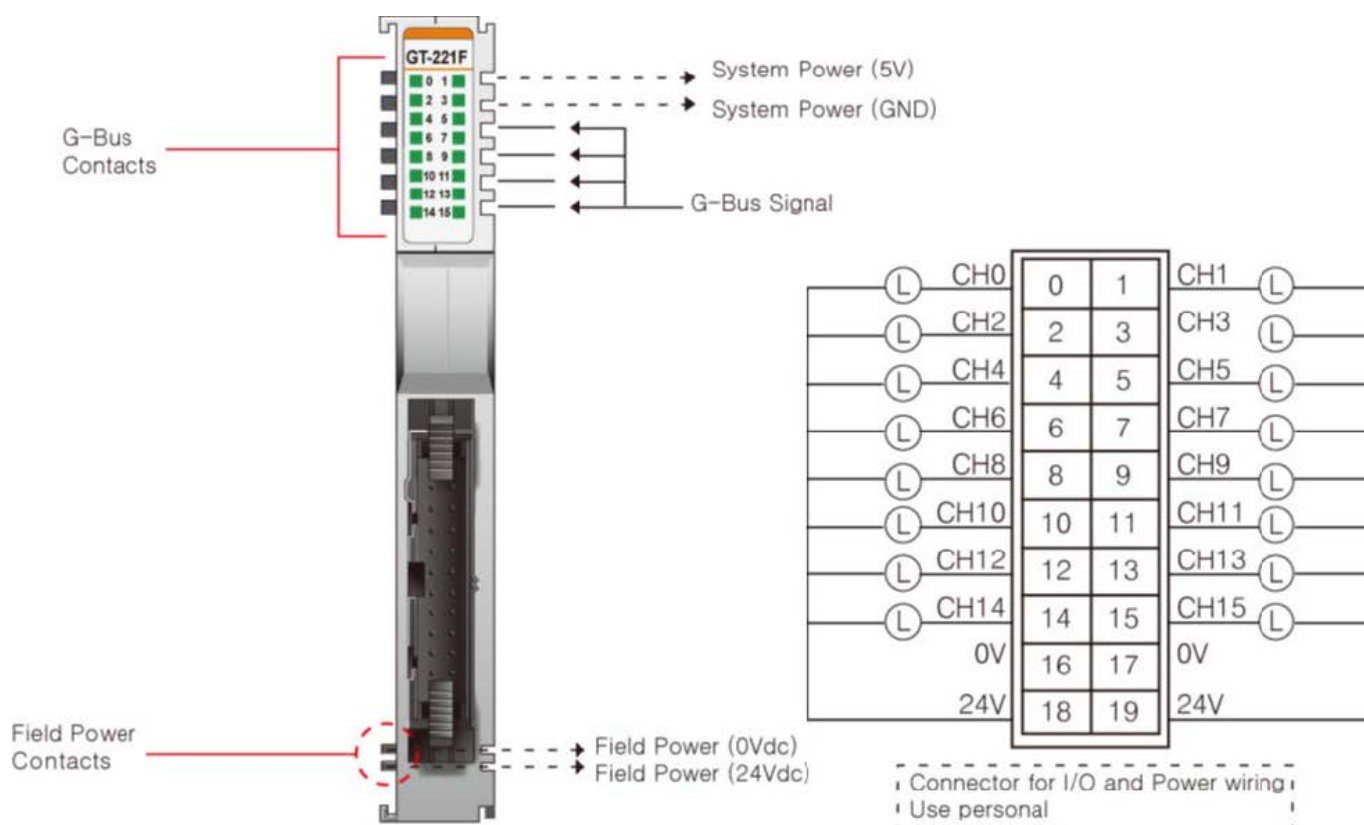 GT-221F
0 1
2 3
4 5
6 7
8 9
10 11
12 13
14 15
System Power (5V)
System Power (GND)
G-Bus
Contacts
G-Bus Signal
L CH0 0 1 CH1 L
L CH2 2 3 CH3 L
L CH4 4 5 CH5 L
L CH6 6 7 CH7 L
L CH8 8 9 CH9 L
L CH10 10 11 CH11 L
L CH12 12 13 CH13 L
L CH14 14 15 CH15 L
0V 16 17 0V
24V 18 19 24V
Field Power
Contacts
Field Power (0Vdc)
Field Power (24Vdc)
Connector for I/O and Power wiring
Use personal